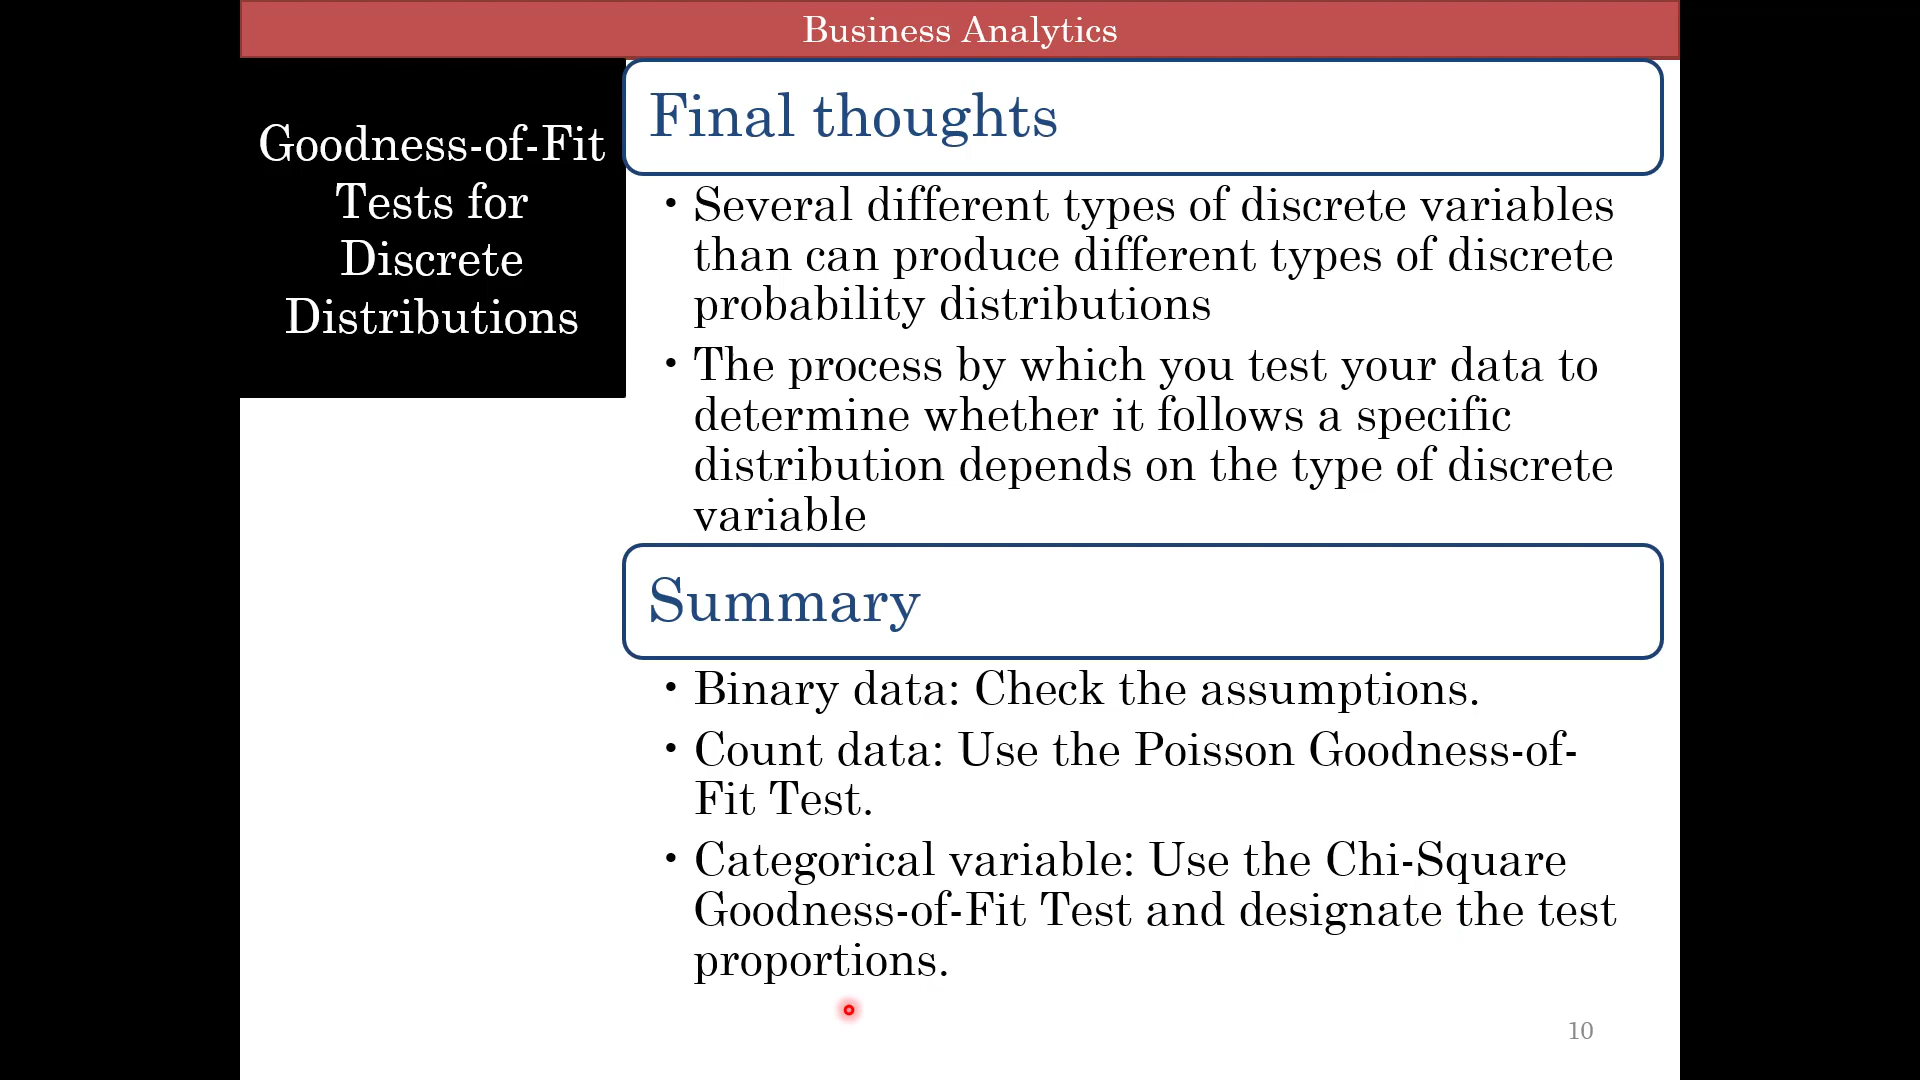 Business Analytics
Goodness-of-Fit
Tests for
Discrete
Distributions
Final thoughts
• Several different types of discrete variables
than can produce different types of discrete
probability distributions
• The process by which you test your data to
determine whether it follows a specific
distribution depends on the type of discrete
variable
Summary
• Binary data: Check the assumptions.
• Count data: Use the Poisson Goodness-of-
Fit Test.
• Categorical variable: Use the Chi-Square
Goodness-of-Fit Test and designate the test
proportions.
10